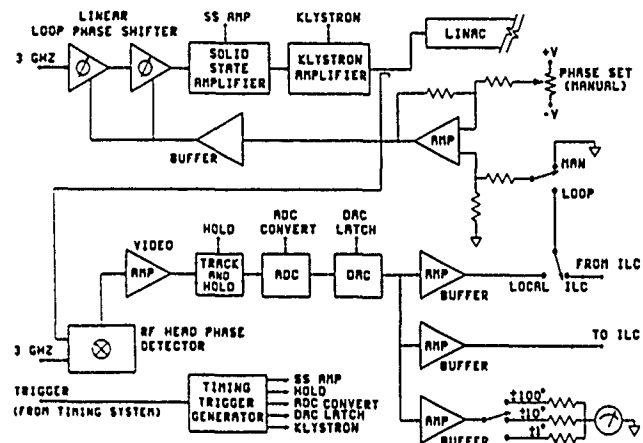 LINEAR
LOOP PHASE SHIFTER
SS AMP
KLYSTRON
LINAC
3 GHZ
SOLID
STATE
AMPLIFIER
KLYSTRON
AMPLIFIER
+V
PHASE SET
(MANUAL)
-V
BUFFER
AMP
MAN
LOOP
HOLD
ADC
CONVERT
DAC
LATCH
VIDEO
AMP
TRACK
AND
HOLD
ADC
DAC
AMP
BUFFER
LOCAL
ILC
FROM ILC
RF HEAD PHASE
DETECTOR
3 GHZ
AMP
BUFFER
TO ILC
TRIGGER
(FROM TIMING SYSTEM)
TIMING
TRIGGER
GENERATOR
SS AMP
HOLD
ADC CONVERT
DAC LATCH
KLYSTRON
AMP
BUFFER
±100°
±10°
±1°